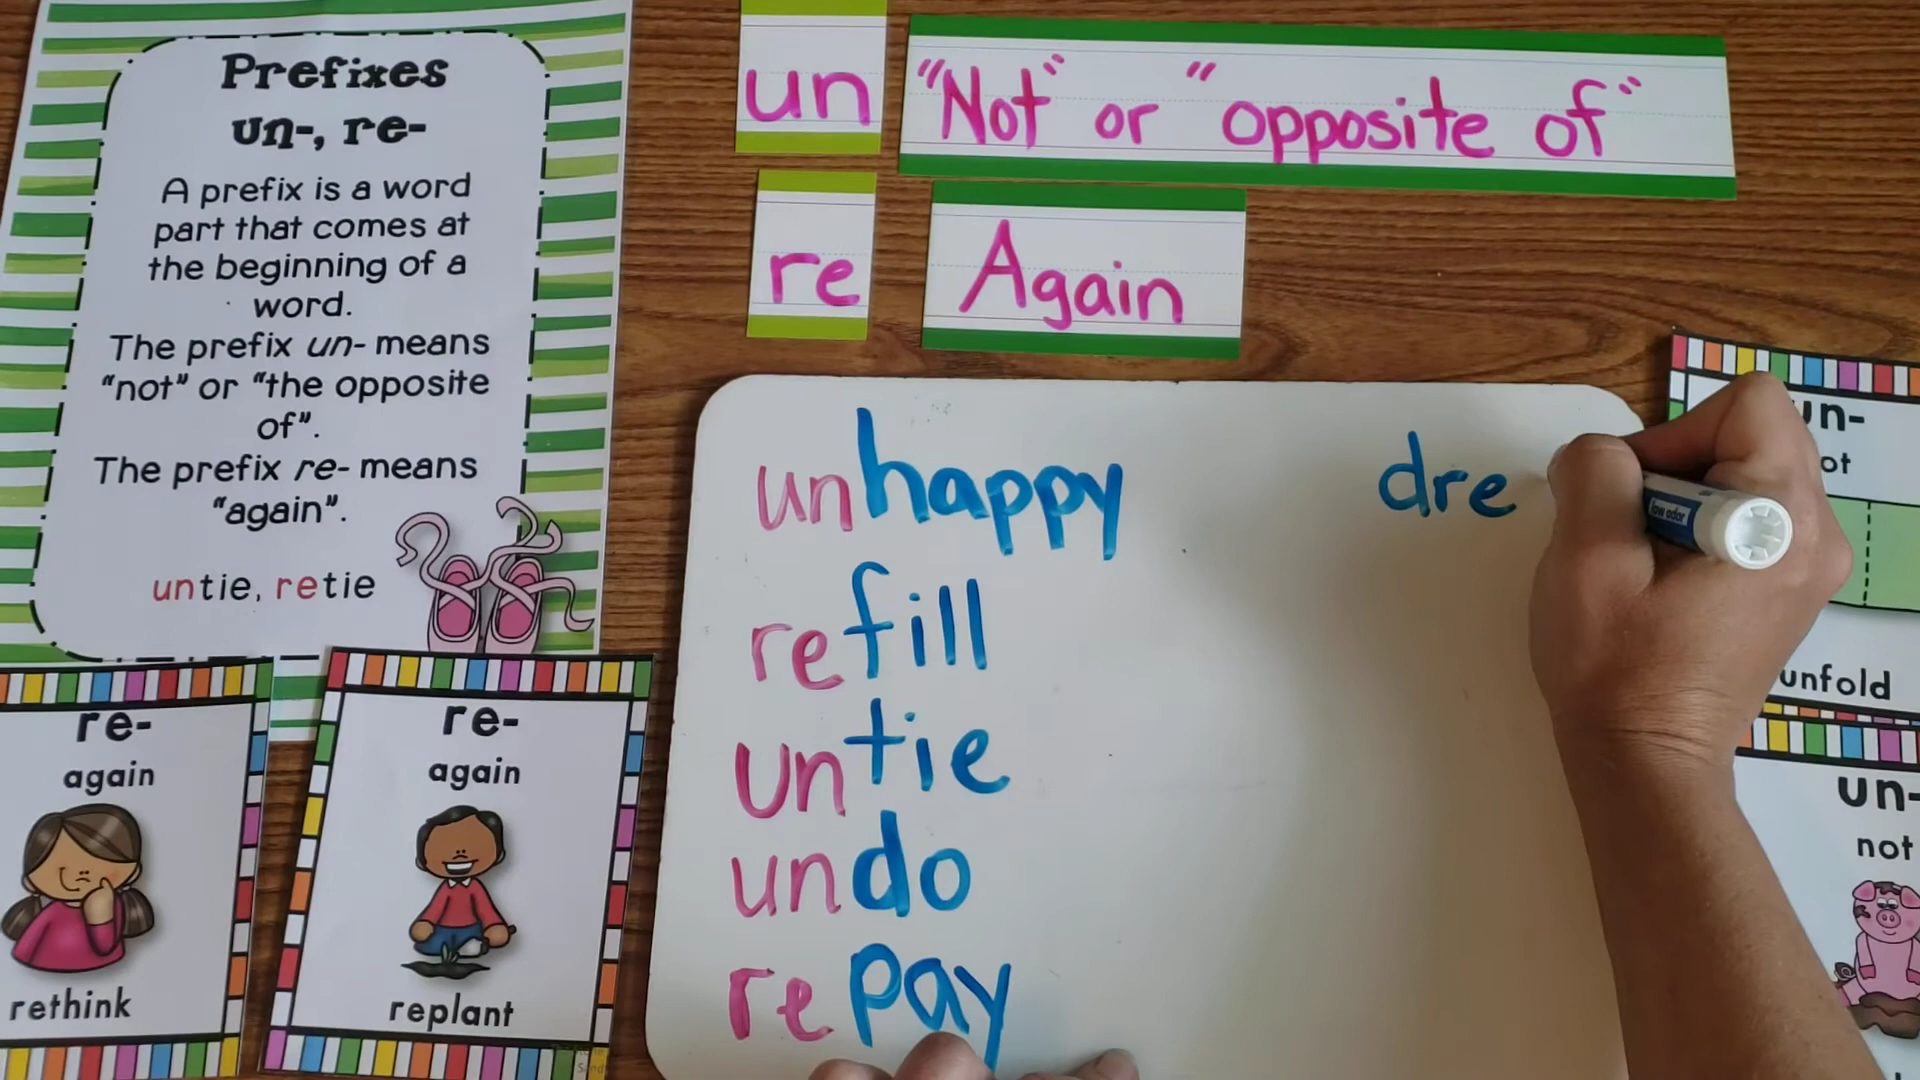 Prefixes
un-, re-
A prefix is a word
part that comes at
the beginning of a
word.
The prefix un- means
"not" or "the opposite
of".
The prefix re- means
"again".
untie, retie
un
"Not" or "opposite of"
re
Again
unhappy
refill
untie
undo
repay
dre
low odor
re-
again
rethink
re-
again
replant
un-
unfold
un-
not